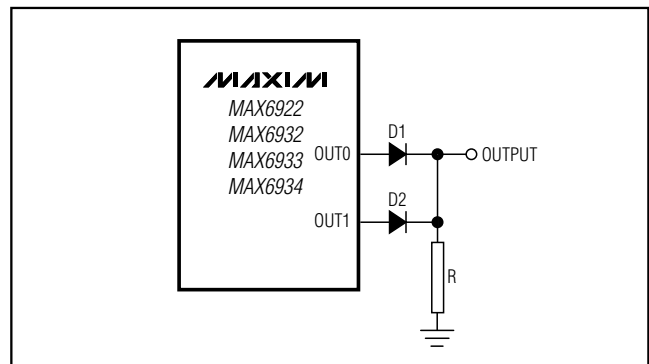 MAXIM
MAX6922
MAX6932
MAX6933
MAX6934
OUT0
D1
OUTPUT
D2
OUT1
R